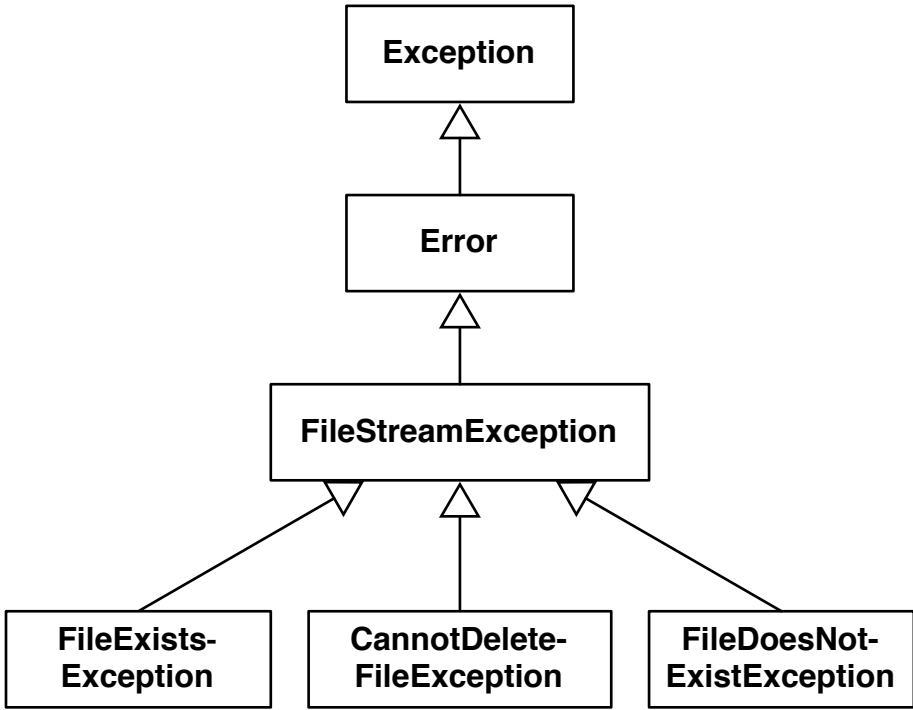 Exception
Error
FileStreamException
FileExists-
Exception
CannotDelete-
FileException
FileDoesNot-
ExistException